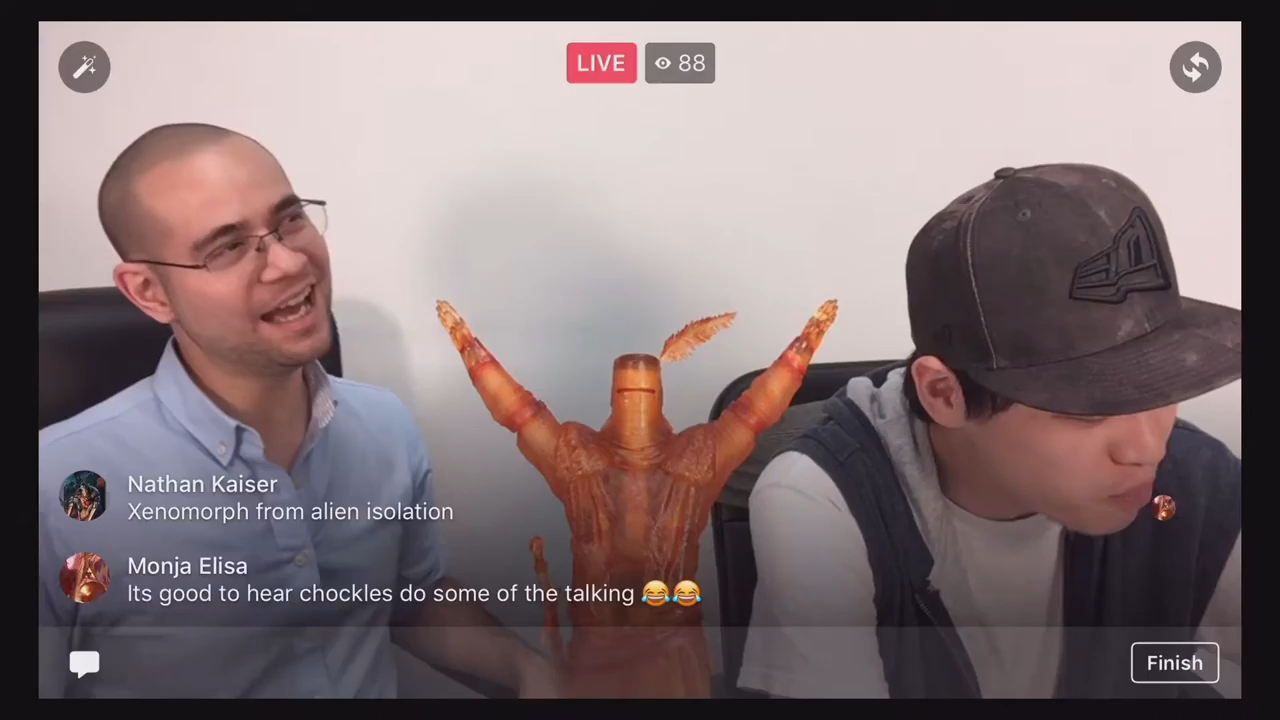 LIVE
88
Nathan Kaiser
Xenomorph from alien isolation
Monja Elisa
Its good to hear chockles do some of the talking 😂😂
Finish